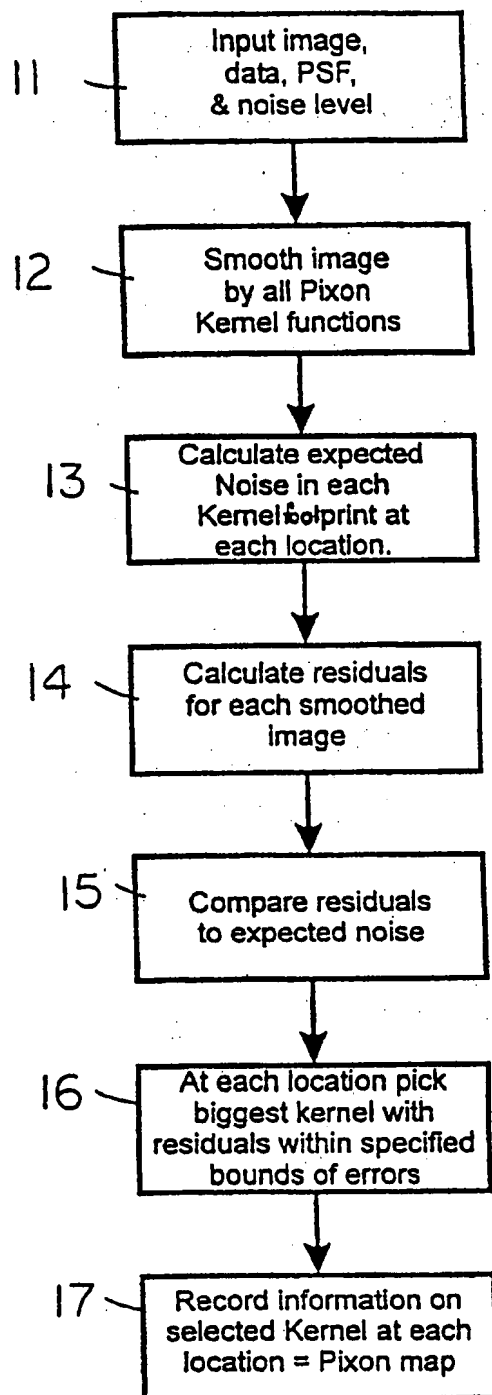 11
Input image,
data, PSF,
& noise level
12
Smooth image
by all Pixon
Kernel functions
13
Calculate expected
Noise in each
Kernel footprint at
each location.
14
Calculate residuals
for each smoothed
image
15
Compare residuals
to expected noise
16
At each location pick
biggest kernel with
residuals within specified
bounds of errors
17
Record information on
selected Kernel at each
location = Pixon map